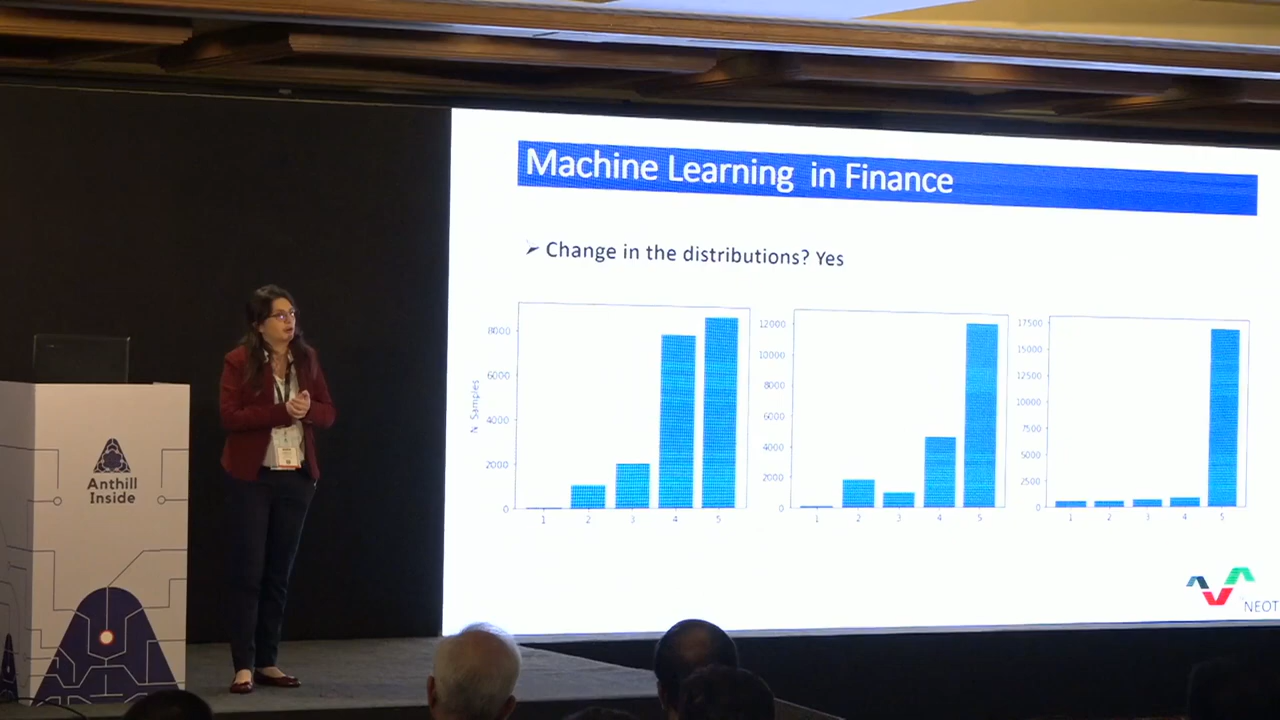 Machine Learning in Finance
➤ Change in the distributions? Yes
N Samples
8000
6000
4000
2000
0
1 2 3 4 5
12000
10000
8000
6000
4000
2000
0
1 2 3 4 5
17500
15000
12500
10000
7500
5000
2500
0
1 2 3 4 5
NEOT
Anthill
Inside